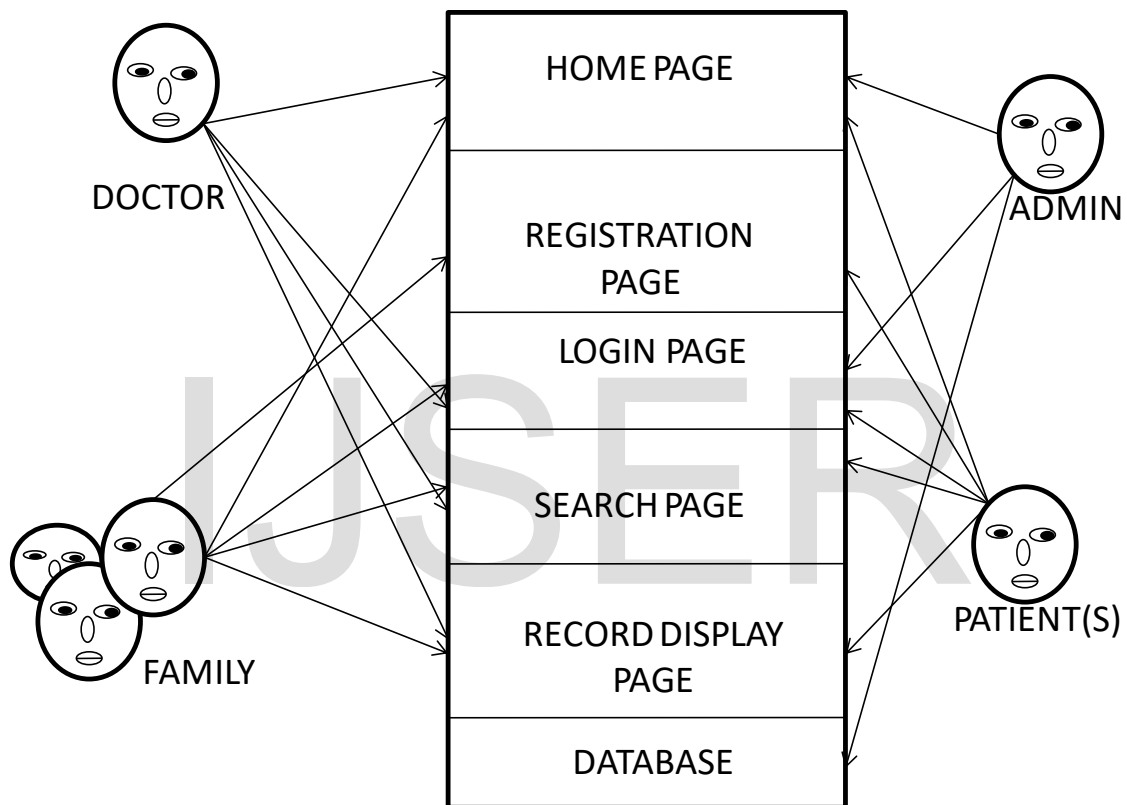 HOME PAGE
DOCTOR
ADMIN
REGISTRATION
PAGE
LOGIN PAGE
IJSER
SEARCH PAGE
PATIENT(S)
RECORD DISPLAY
PAGE
FAMILY
DATABASE